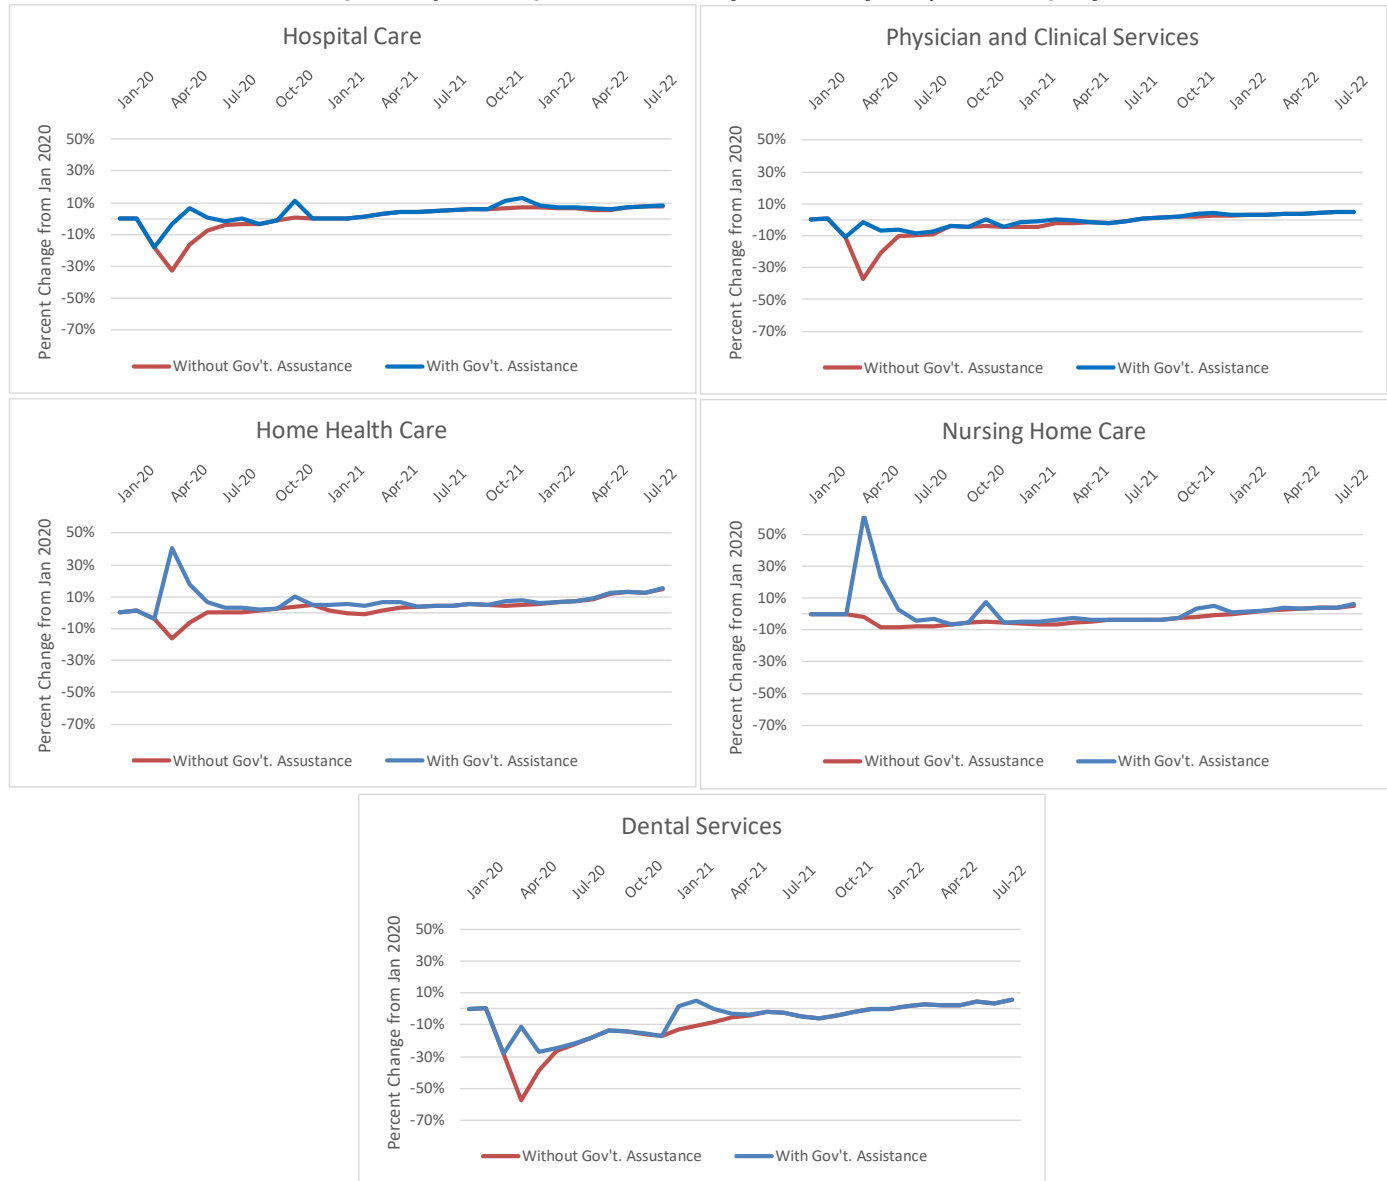 Hospital Care
Jan-20 Apr-20 Jul-20 Oct-20 Jan-21 Apr-21 Jul-21 Oct-21 Jan-22 Apr-22 Jul-22
Percent Change from Jan 2020
50%
30%
10%
-10%
-30%
-50%
-70%
Without Gov't. Assustance With Gov't. Assistance
Physician and Clinical Services
Jan-20 Apr-20 Jul-20 Oct-20 Jan-21 Apr-21 Jul-21 Oct-21 Jan-22 Apr-22 Jul-22
Percent Change from Jan 2020
50%
30%
10%
-10%
-30%
-50%
-70%
Without Gov't. Assustance With Gov't. Assistance
Home Health Care
Jan-20 Apr-20 Jul-20 Oct-20 Jan-21 Apr-21 Jul-21 Oct-21 Jan-22 Apr-22 Jul-22
Percent Change from Jan 2020
50%
30%
10%
-10%
-30%
-50%
-70%
Without Gov't. Assustance With Gov't. Assistance
Nursing Home Care
Jan-20 Apr-20 Jul-20 Oct-20 Jan-21 Apr-21 Jul-21 Oct-21 Jan-22 Apr-22 Jul-22
Percent Change from Jan 2020
50%
30%
10%
-10%
-30%
-50%
-70%
Without Gov't. Assustance With Gov't. Assistance
Dental Services
Jan-20 Apr-20 Jul-20 Oct-20 Jan-21 Apr-21 Jul-21 Oct-21 Jan-22 Apr-22 Jul-22
Percent Change from Jan 2020
50%
30%
10%
-10%
-30%
-50%
-70%
Without Gov't. Assustance With Gov't. Assistance